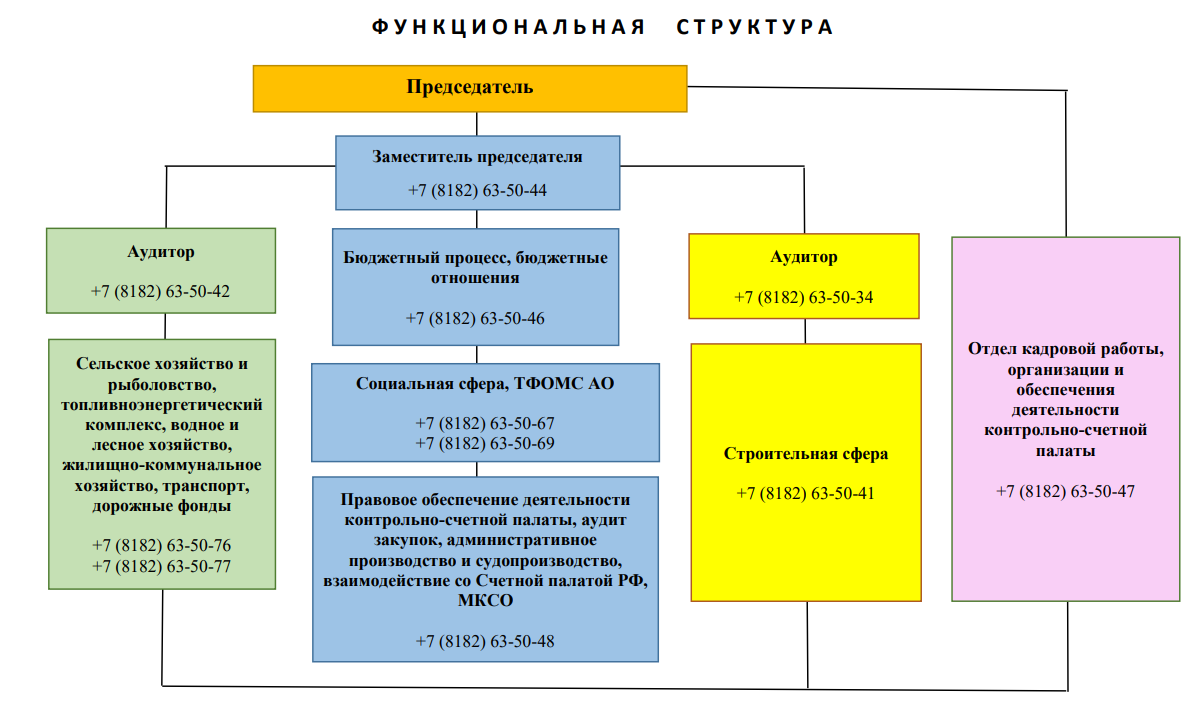 ФУНКЦИОНАЛЬНАЯ СТРУКТУРА
Председатель
Заместитель председателя
+7 (8182) 63-50-44
Аудитор
+7 (8182) 63-50-42
Сельское хозяйство и
рыболовство,
топливноэнергетический
комплекс, водное и
лесное хозяйство,
жилищно-коммунальное
хозяйство, транспорт,
дорожные фонды
+7 (8182) 63-50-76
+7 (8182) 63-50-77
Бюджетный процесс, бюджетные
отношения
+7 (8182) 63-50-46
Социальная сфера, ТФОМС АО
+7 (8182) 63-50-67
+7 (8182) 63-50-69
Правовое обеспечение деятельности
контрольно-счетной палаты, аудит
закупок, административное
производство и судопроизводство,
взаимодействие со Счетной палатой РФ,
МКСО
+7 (8182) 63-50-48
Аудитор
+7 (8182) 63-50-34
Строительная сфера
+7 (8182) 63-50-41
Отдел кадровой работы,
организации и
обеспечения
деятельности
контрольно-счетной
палаты
+7 (8182) 63-50-47